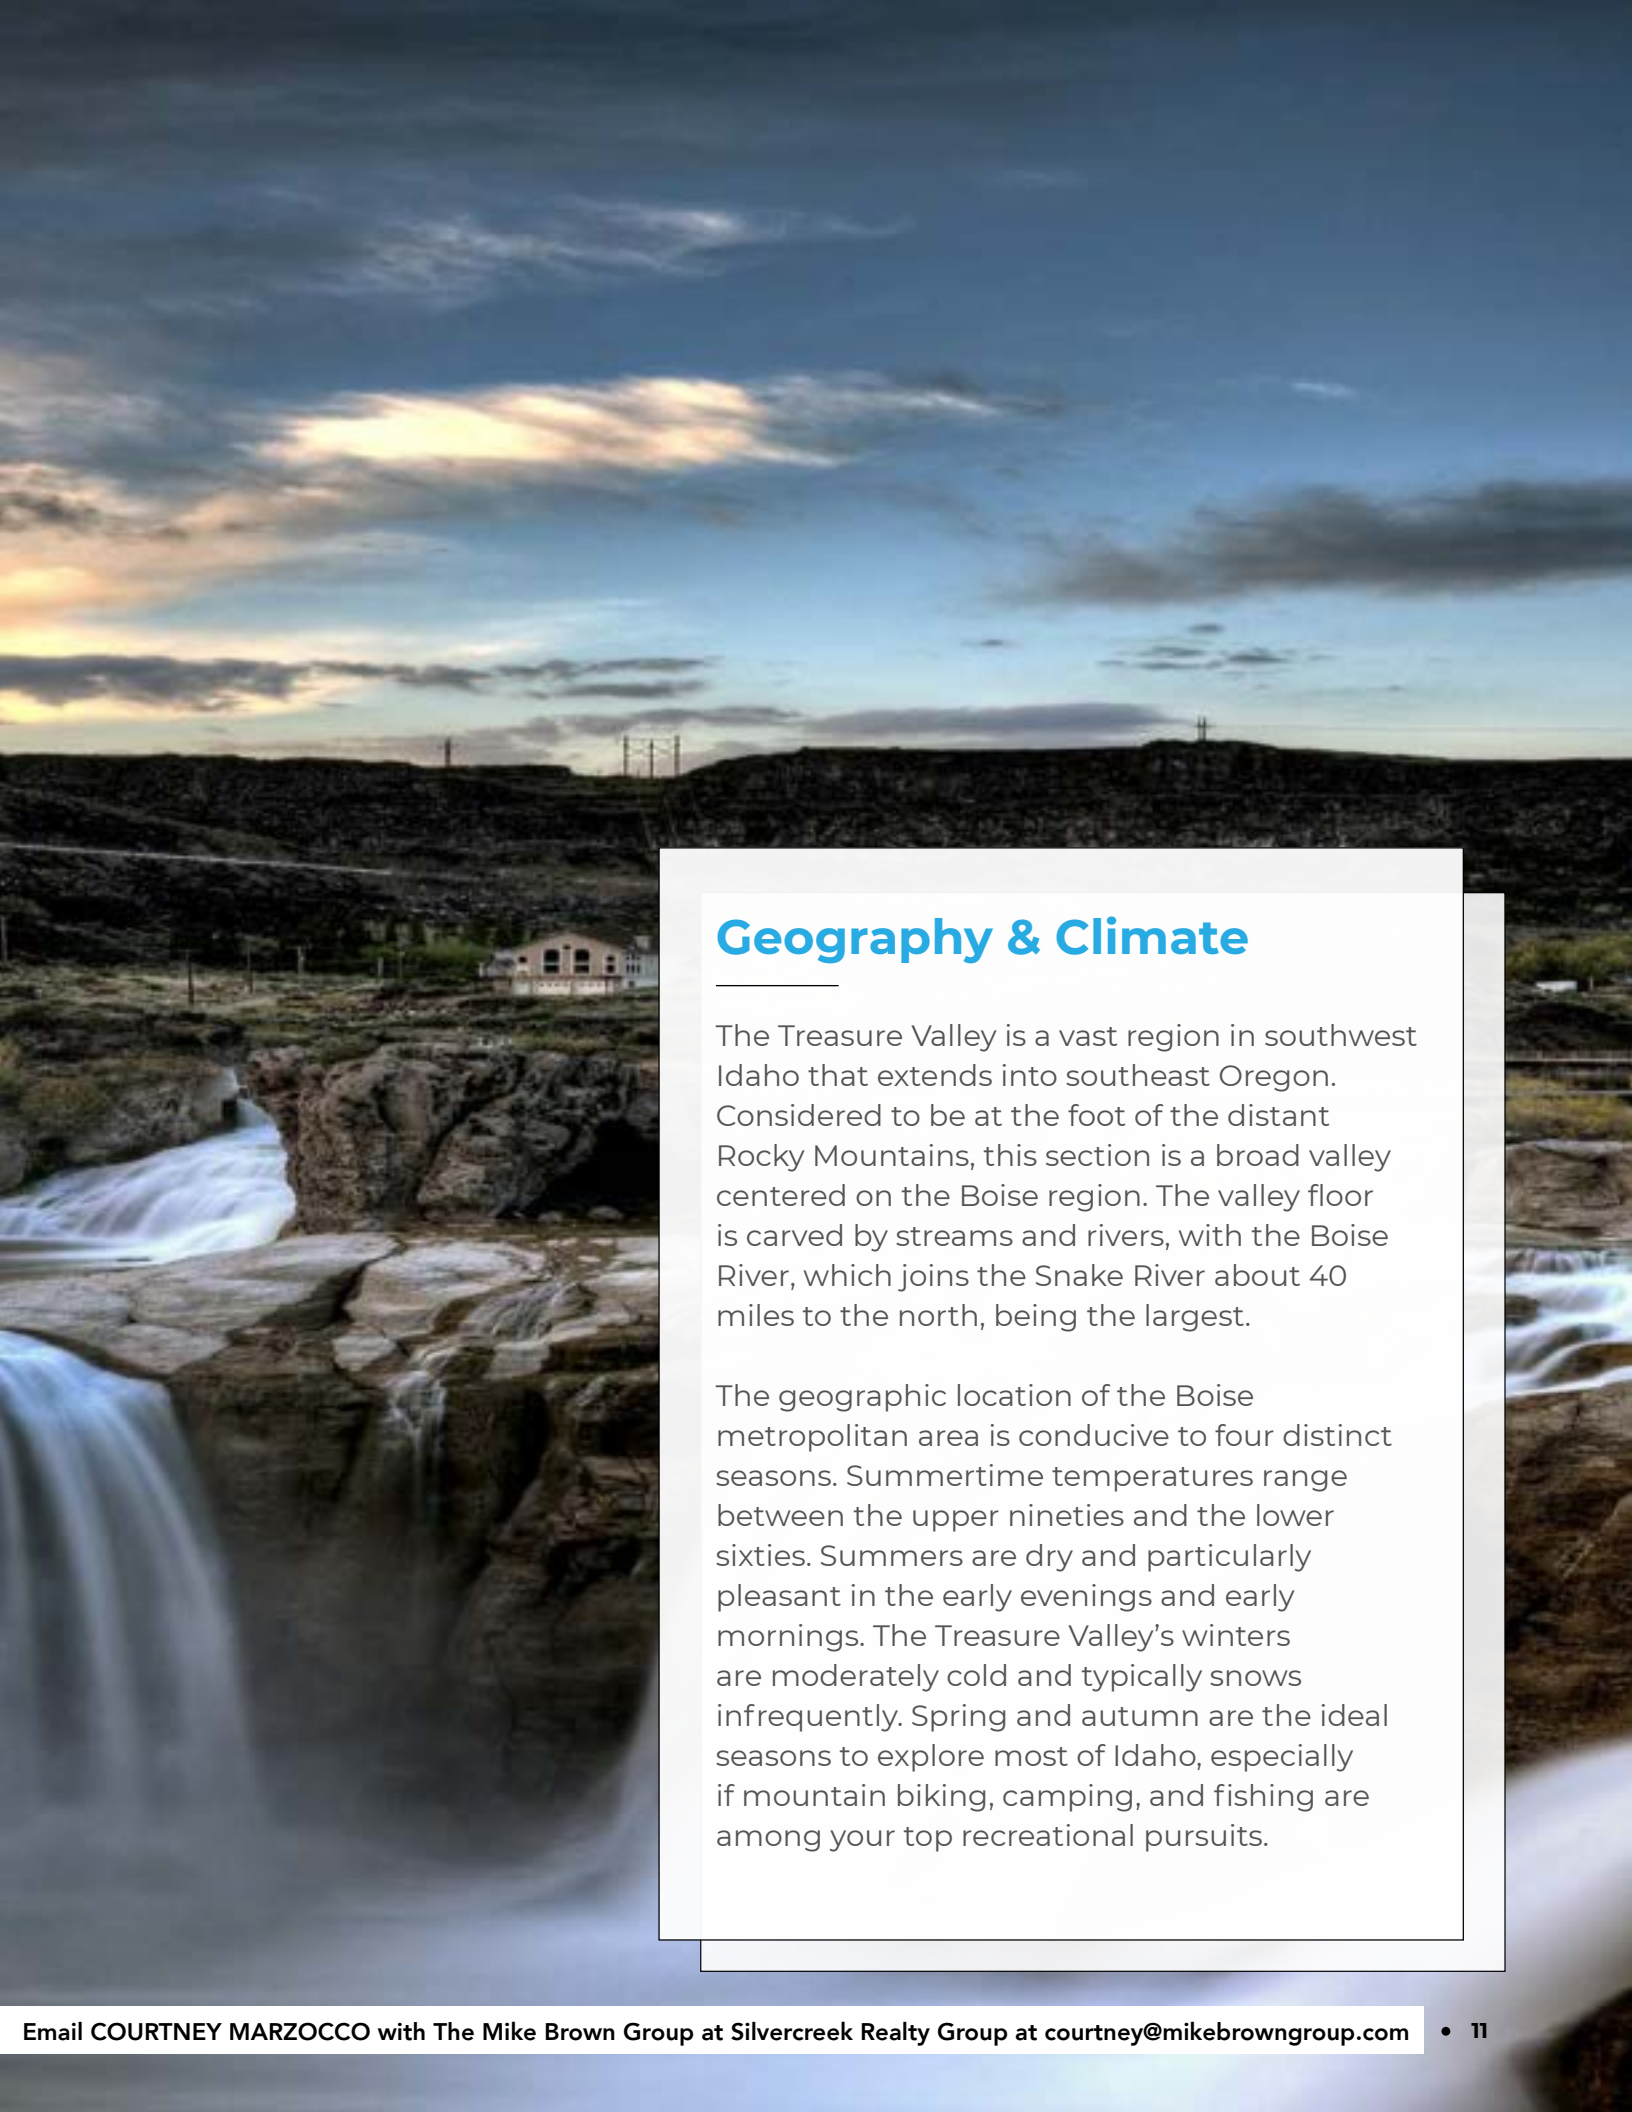 Geography & Climate
The Treasure Valley is a vast region in southwest
Idaho that extends into southeast Oregon.
Considered to be at the foot of the distant
Rocky Mountains, this section is a broad valley
centered on the Boise region. The valley floor
is carved by streams and rivers, with the Boise
River, which joins the Snake River about 40
miles to the north, being the largest.
The geographic location of the Boise
metropolitan area is conducive to four distinct
seasons. Summertime temperatures range
between the upper nineties and the lower
sixties. Summers are dry and particularly
pleasant in the early evenings and early
mornings. The Treasure Valley’s winters
are moderately cold and typically snows
infrequently. Spring and autumn are the ideal
seasons to explore most of Idaho, especially
if mountain biking, camping, and fishing are
among your top recreational pursuits.
Email COURTNEY MARZOCCO with The Mike Brown Group at Silvercreek Realty Group at courtney@mikebrowngroup.com • 11